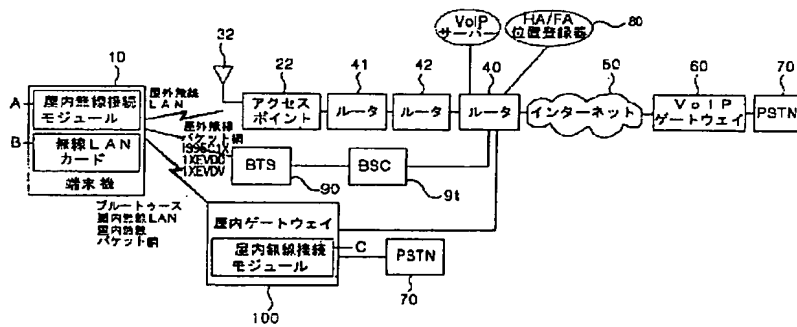 VoIP
サーバー
HA/FA
位置登録器
80
32
10
22
41
42
40
50
60
70
A
屋内無線接続
モジュール
屋外無線
LAN
アクセス
ポイント
ルータ
ルータ
ルータ
インターネット
VoIP
ゲートウェイ
PSTN
B
無線LAN
カード
端末機
屋外無線
パケット網
IS95C1X
1XEVDO
1XEVDV
BTS
BSC
90
91
ブルートゥース
屋内無線LAN
屋内無線
パケット網
屋内ゲートウェイ
屋内無線接続
モジュール
C
PSTN
70
100